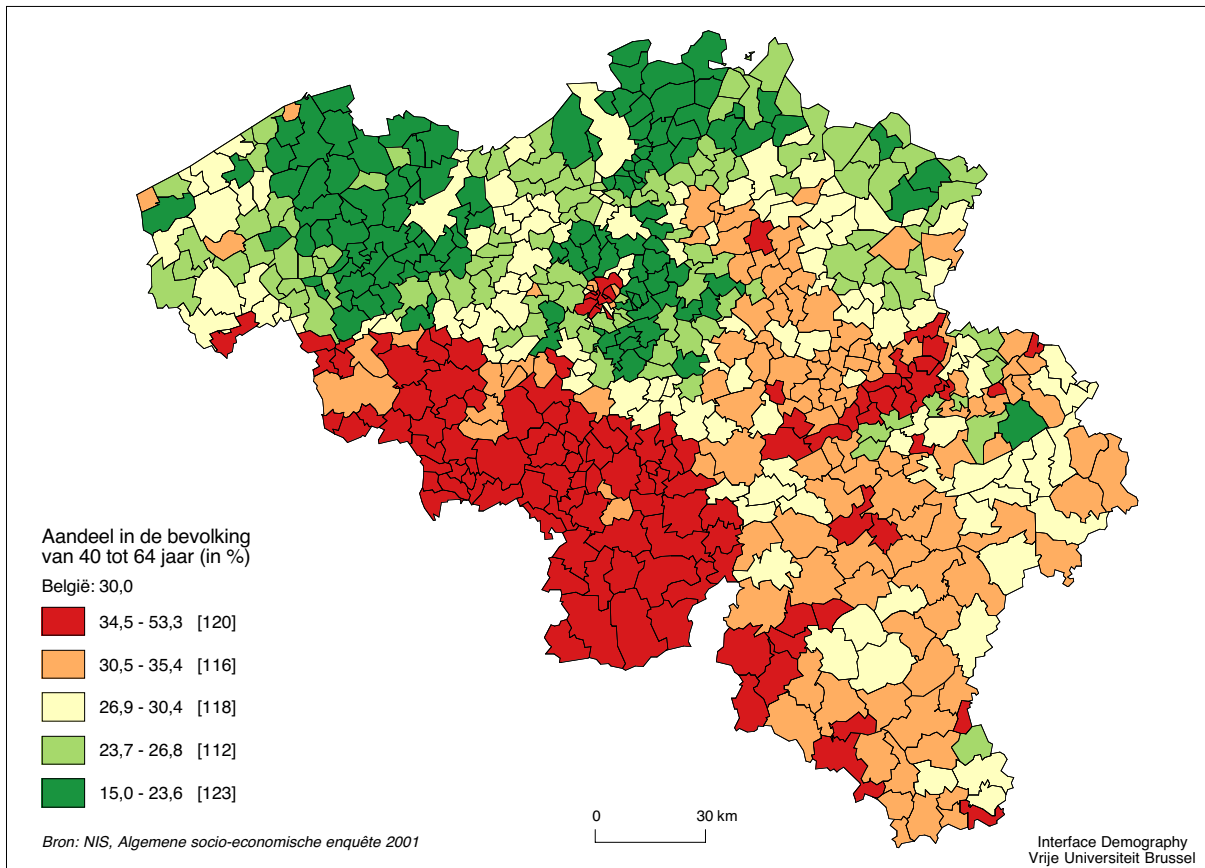 Aandeel in de bevolking
van 40 tot 64 jaar (in %)
België: 30,0
34,5 - 53,3 [120]
30,5 - 35,4 [116]
26,9 - 30,4 [118]
23,7 - 26,8 [112]
15,0 - 23,6 [123]
Bron: NIS, Algemene socio-economische enquête 2001
0 30 km
Interface Demography
Vrije Universiteit Brussel